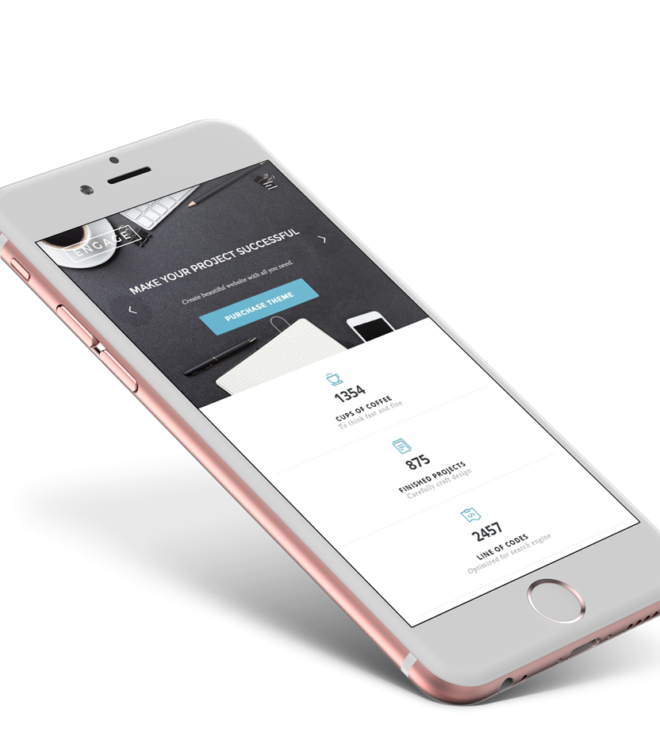 ENGAGE
MAKE YOUR PROJECT SUCCESSFUL
Create beautiful website with all you need.
PURCHASE THEME
1354
CUPS OF COFFEE
To think fast and fine
875
FINISHED PROJECTS
Carefully craft design
2457
LINE OF CODES
Optimized for search engine